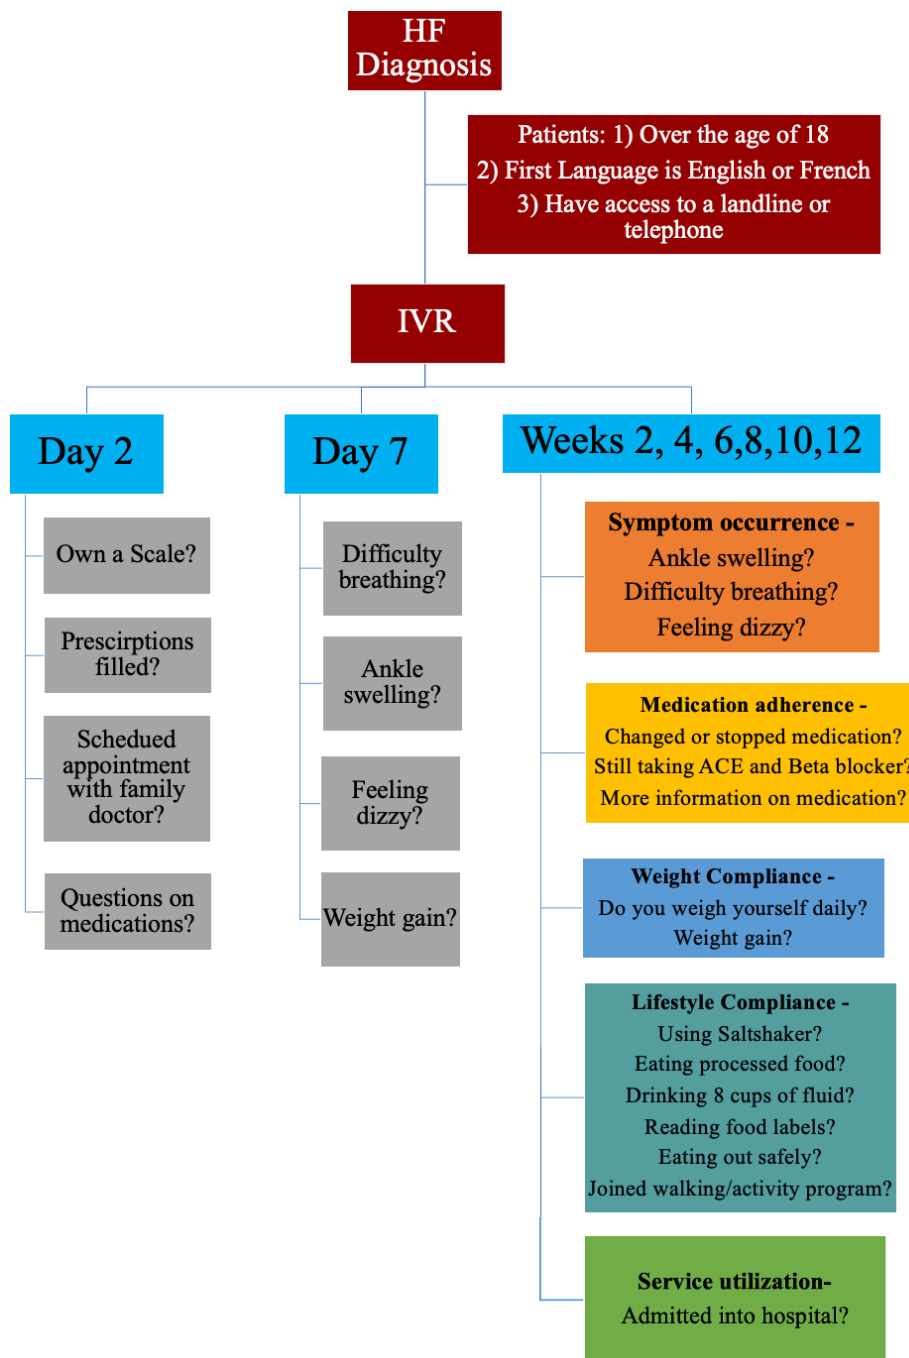 HF
Diagnosis
Patients: 1) Over the age of 18
2) First Language is English or French
3) Have access to a landline or
telephone
IVR
Day 2
Own a Scale?
Prescirptions
filled?
Schedued
appointment
with family
doctor?
Questions on
medications?
Day 7
Difficulty
breathing?
Ankle
swelling?
Feeling
dizzy?
Weight gain?
Weeks 2, 4, 6,8,10,12
Symptom occurrence -
Ankle swelling?
Difficulty breathing?
Feeling dizzy?
Medication adherence -
Changed or stopped medication?
Still taking ACE and Beta blocker?
More information on medication?
Weight Compliance -
Do you weigh yourself daily?
Weight gain?
Lifestyle Compliance -
Using Saltshaker?
Eating processed food?
Drinking 8 cups of fluid?
Reading food labels?
Eating out safely?
Joined walking/activity program?
Service utilization-
Admitted into hospital?